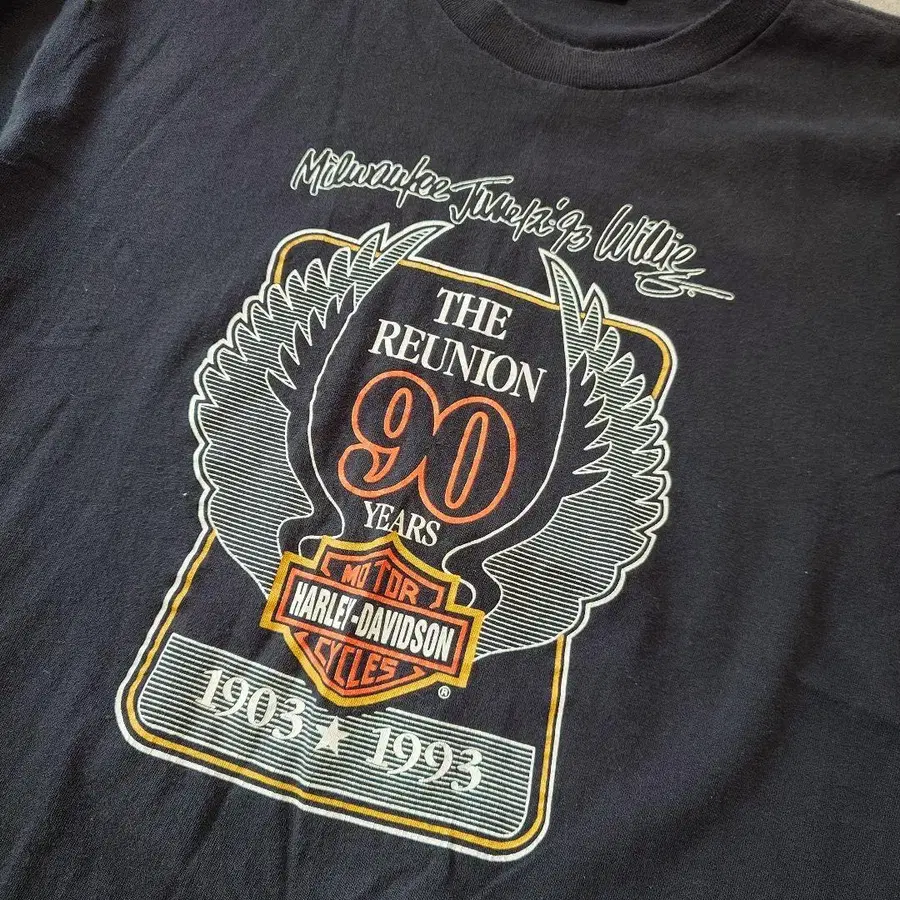 Milwaukee June 12·'93 Willie G.
THE
REUNION
90
YEARS
MOTOR
HARLEY-DAVIDSON
CYCLES
®
1903 ★ 1993